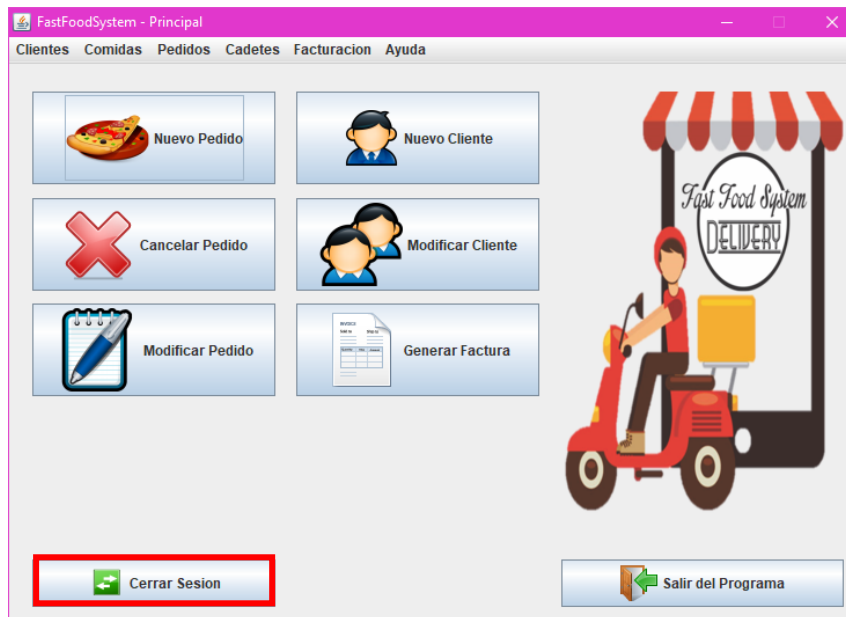 FastFoodSystem - Principal
Clientes Comidas Pedidos Cadetes Facturacion Ayuda
Nuevo Pedido
Nuevo Cliente
Cancelar Pedido
Modificar Cliente
Modificar Pedido
INVOICE
Generar Factura
Fast Food System
DELIVERY
Cerrar Sesion
Salir del Programa